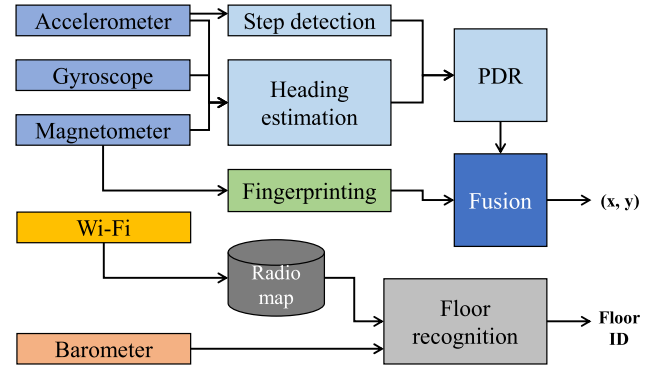 Accelerometer
Step detection
Gyroscope
Heading
estimation
PDR
Magnetometer
Fingerprinting
Fusion
(x, y)
Wi-Fi
Radio
map
Floor
recognition
Floor
ID
Barometer